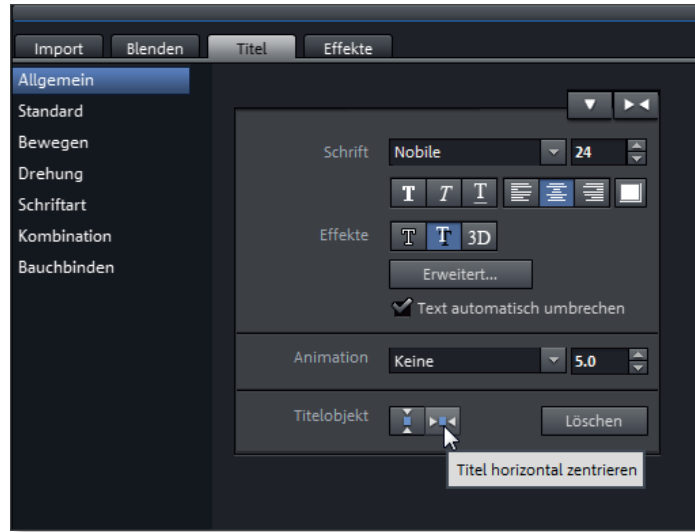 Import Blenden Titel Effekte
Allgemein
Standard
Bewegen
Drehung
Schriftart
Kombination
Bauchbinden
Schrift Nobile 24
T T T
Effekte T T 3D
Erweitert...
Text automatisch umbrechen
Animation Keine 5.0
Titelobjekt Löschen
Titel horizontal zentrieren